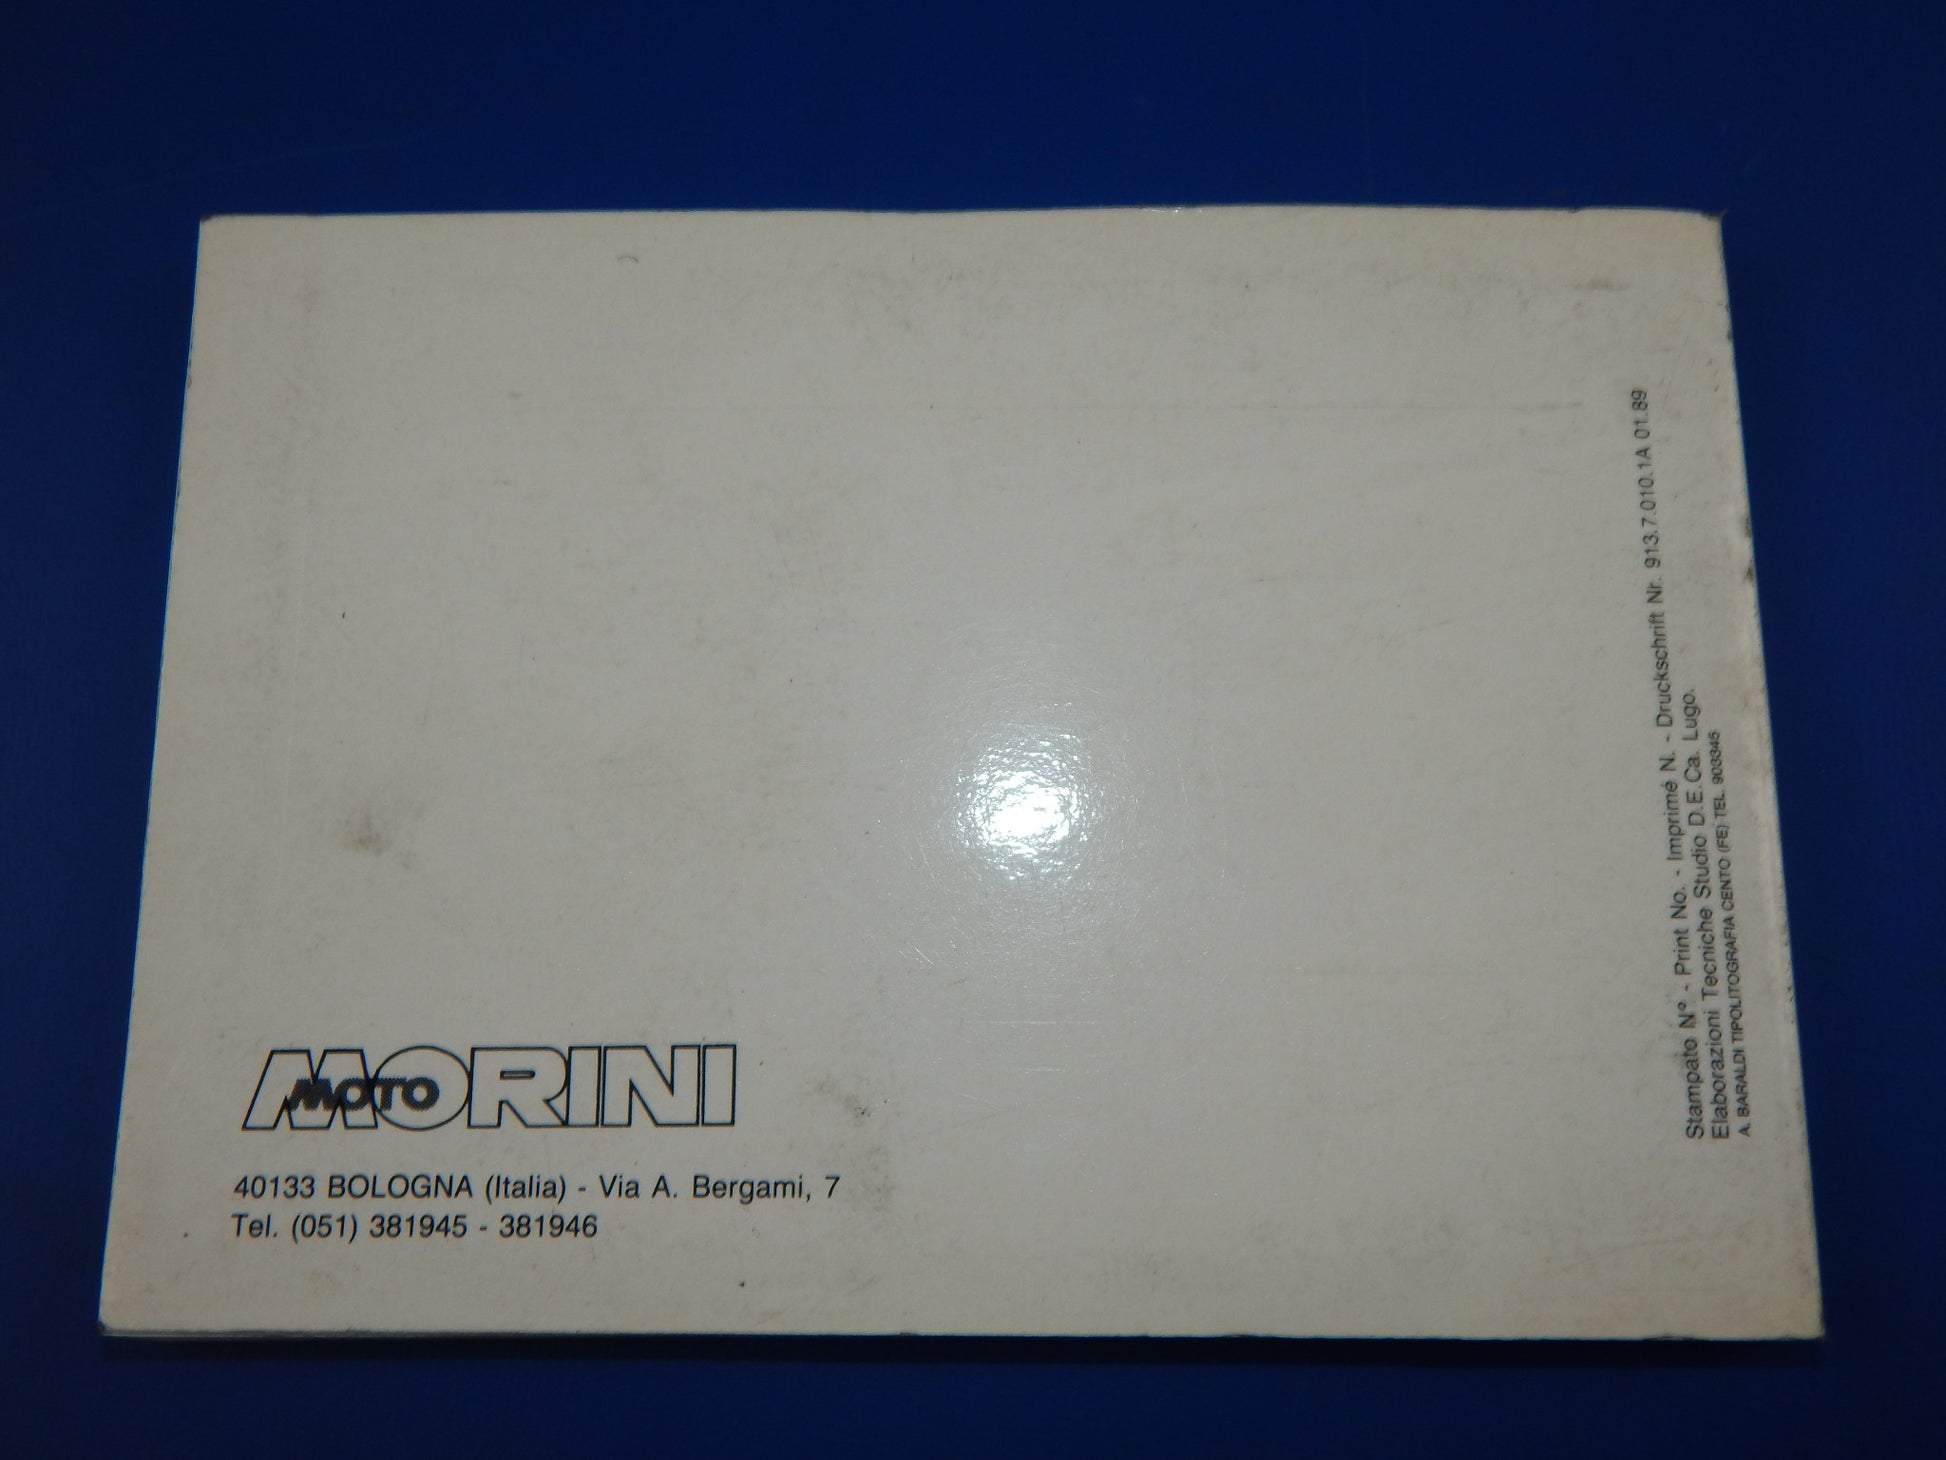 MOTO MORINI
40133 BOLOGNA (Italia) - Via A. Bergami, 7
Tel. (051) 381945 - 381946
Stampato N° - Print No. - Imprimé N. - Druckschrift Nr. 913.7.010.1A 01.89
Elaborazioni Tecniche Studio D.E.Ca. Lugo.
A. BARALDI TIPOLITOGRAFIA CENTO (FE) TEL. 903345